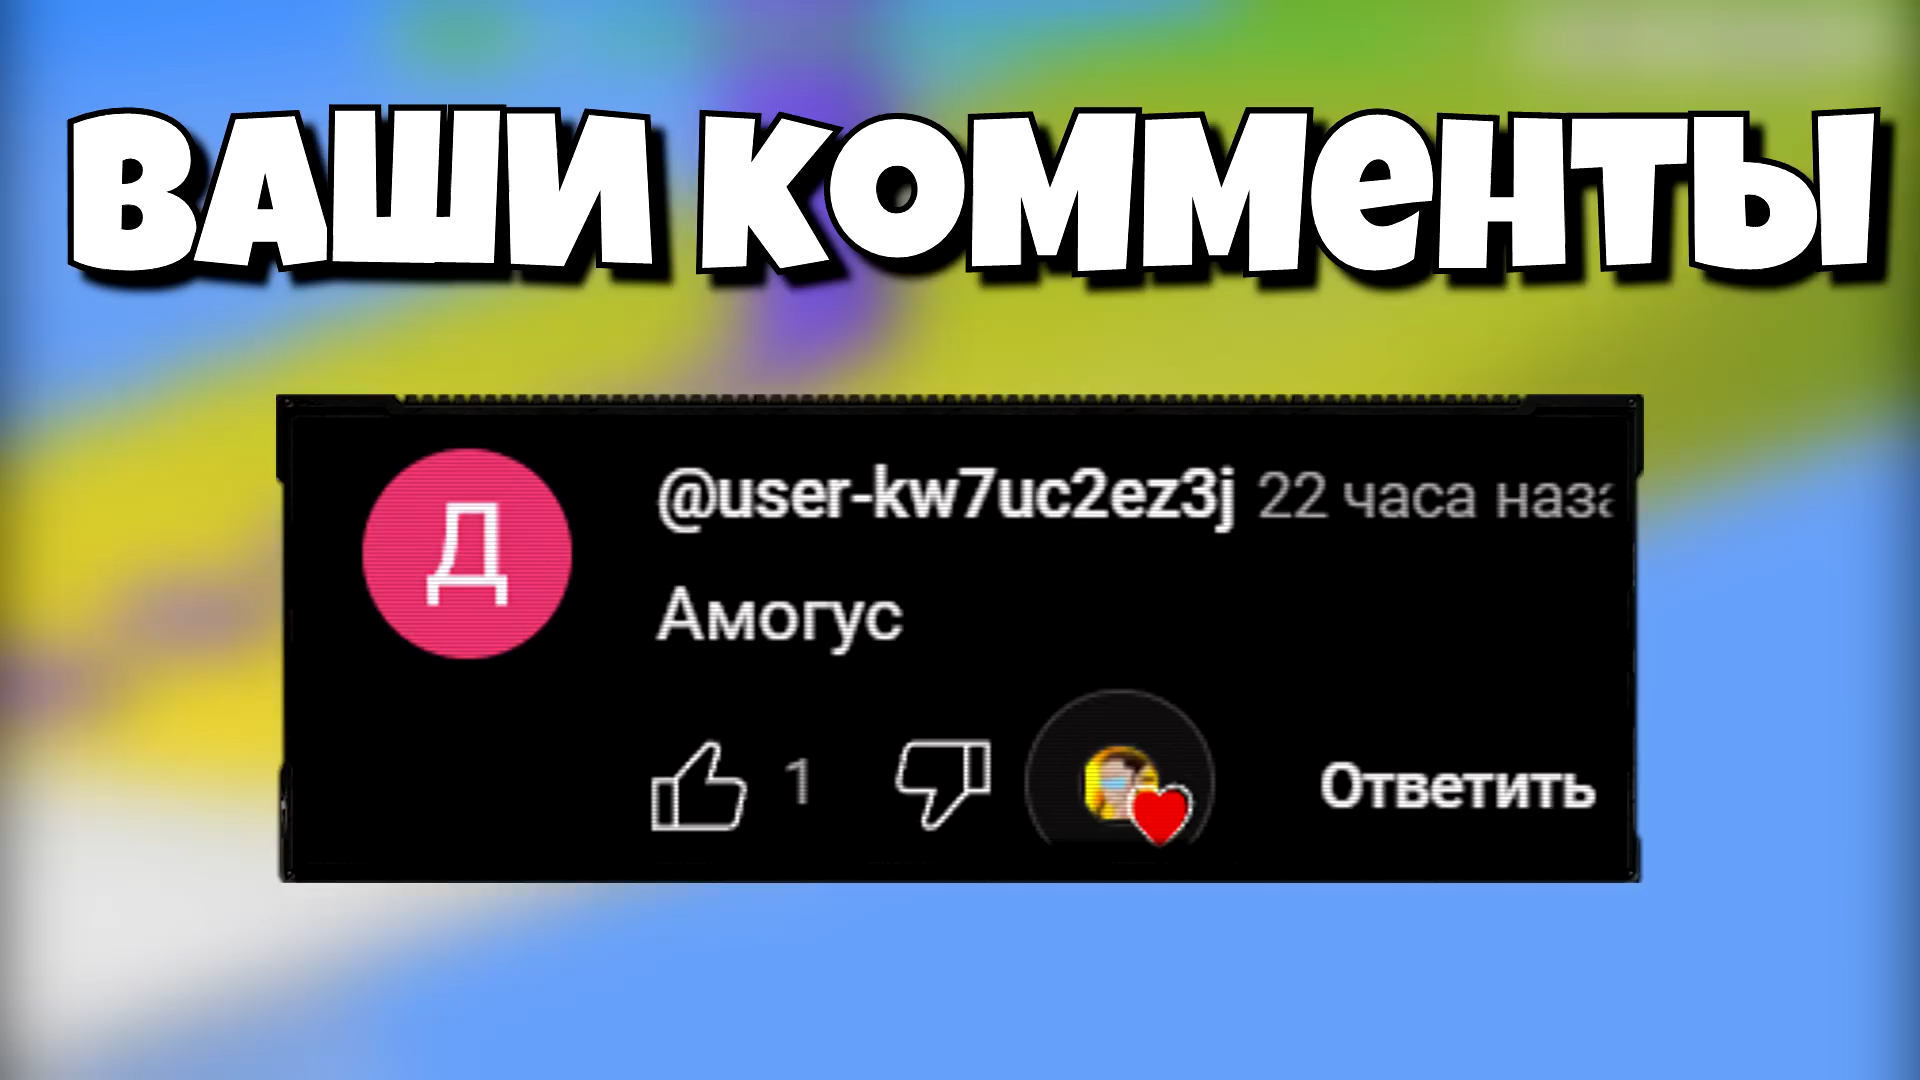 ВАШИ КОММЕНТЫ
Д
@user-kw7uc2ez3j 22 часа
Амогус
1
Ответить